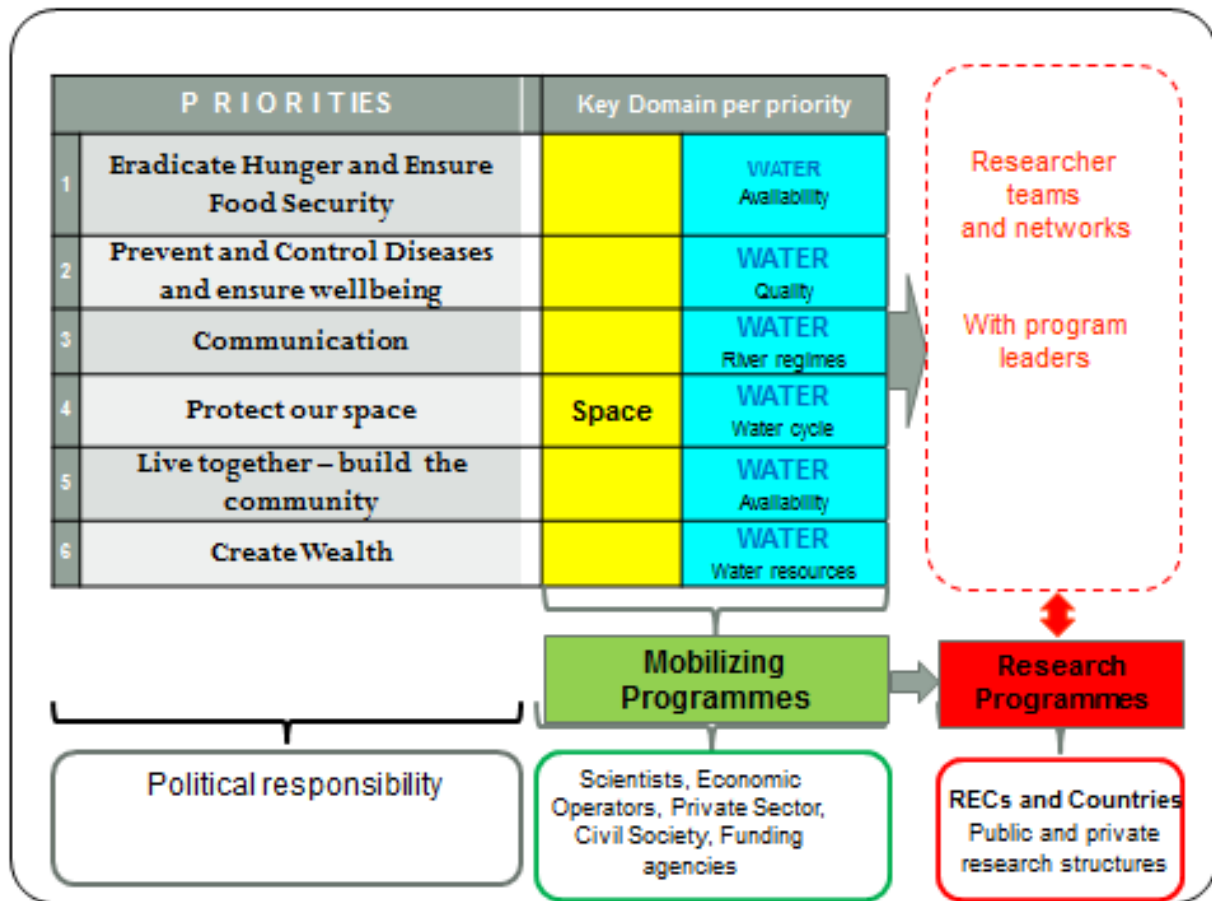 PRIORITIES
Key Domain per priority
1
Eradicate Hunger and Ensure
Food Security
WATER
Availability
2
Prevent and Control Diseases
and ensure wellbeing
WATER
Quality
3
Communication
WATER
River regimes
4
Protect our space
Space
WATER
Water cycle
5
Live together – build the
community
WATER
Availability
6
Create Wealth
WATER
Water resources
Researcher
teams
and networks
With program
leaders
Mobilizing
Programmes
Research
Programmes
Political responsibility
Scientists, Economic
Operators, Private Sector,
Civil Society, Funding
agencies
RECs and Countries
Public and private
research structures